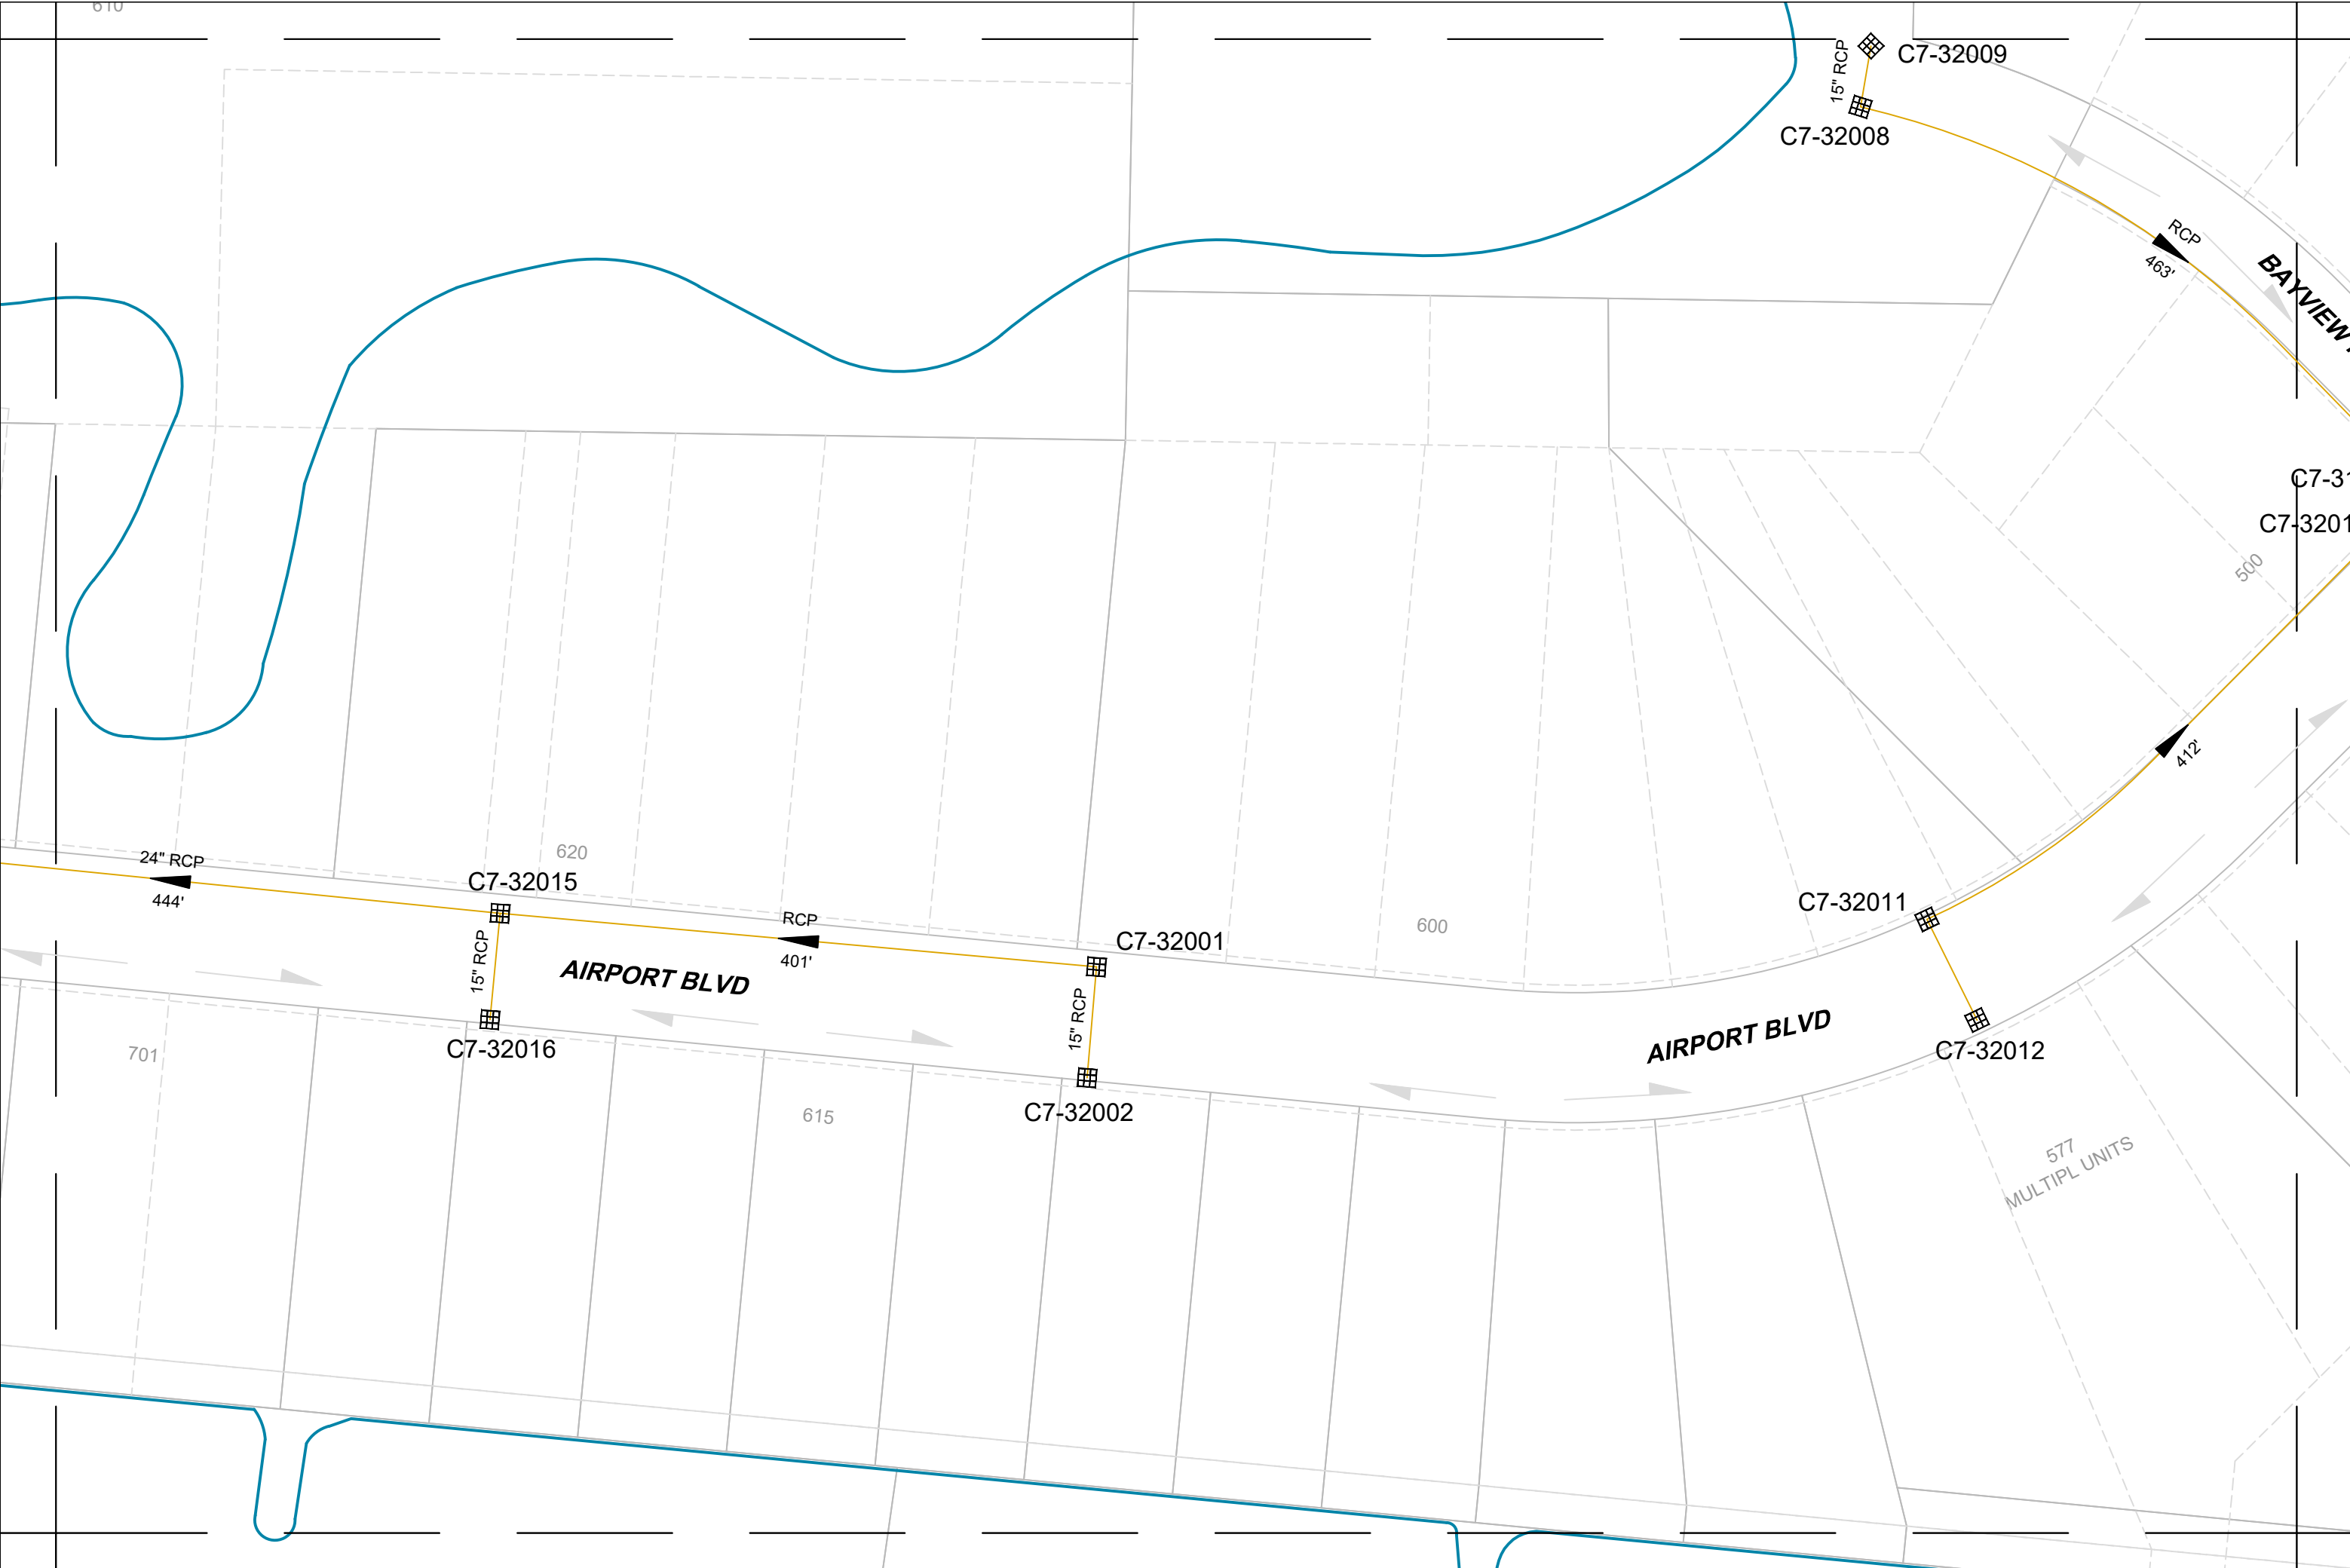 610
15" RCP
C7-32009
C7-32008
RCP
463'
BAYVIEW
C7-31
C7-3201
500
412'
24" RCP
444'
620
C7-32015
RCP
401'
C7-32001
600
C7-32011
15" RCP
AIRPORT BLVD
15" RCP
AIRPORT BLVD
C7-32012
701
C7-32016
615
C7-32002
577
MULTIPL UNITS